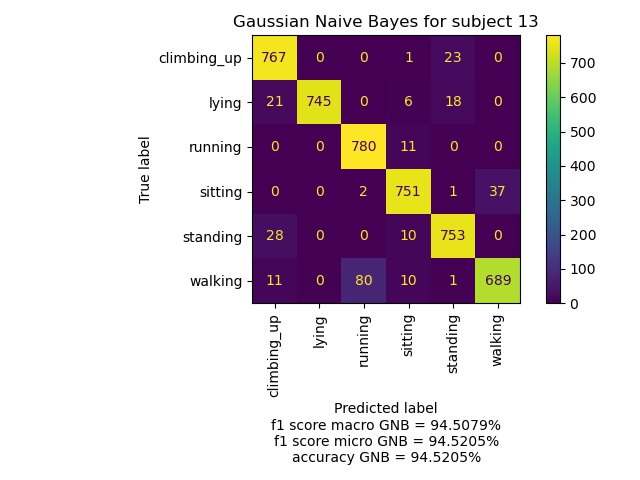 Gaussian Naive Bayes for subject 13
climbing_up 767 0 0 1 23 0
lying 21 745 0 6 18 0
running 0 0 780 11 0 0
sitting 0 0 2 751 1 37
standing 28 0 0 10 753 0
walking 11 0 80 10 1 689
True label
climbing_up lying running sitting standing walking
Predicted label
f1 score macro GNB = 94.5079%
f1 score micro GNB = 94.5205%
accuracy GNB = 94.5205%
700
600
500
400
300
200
100
0